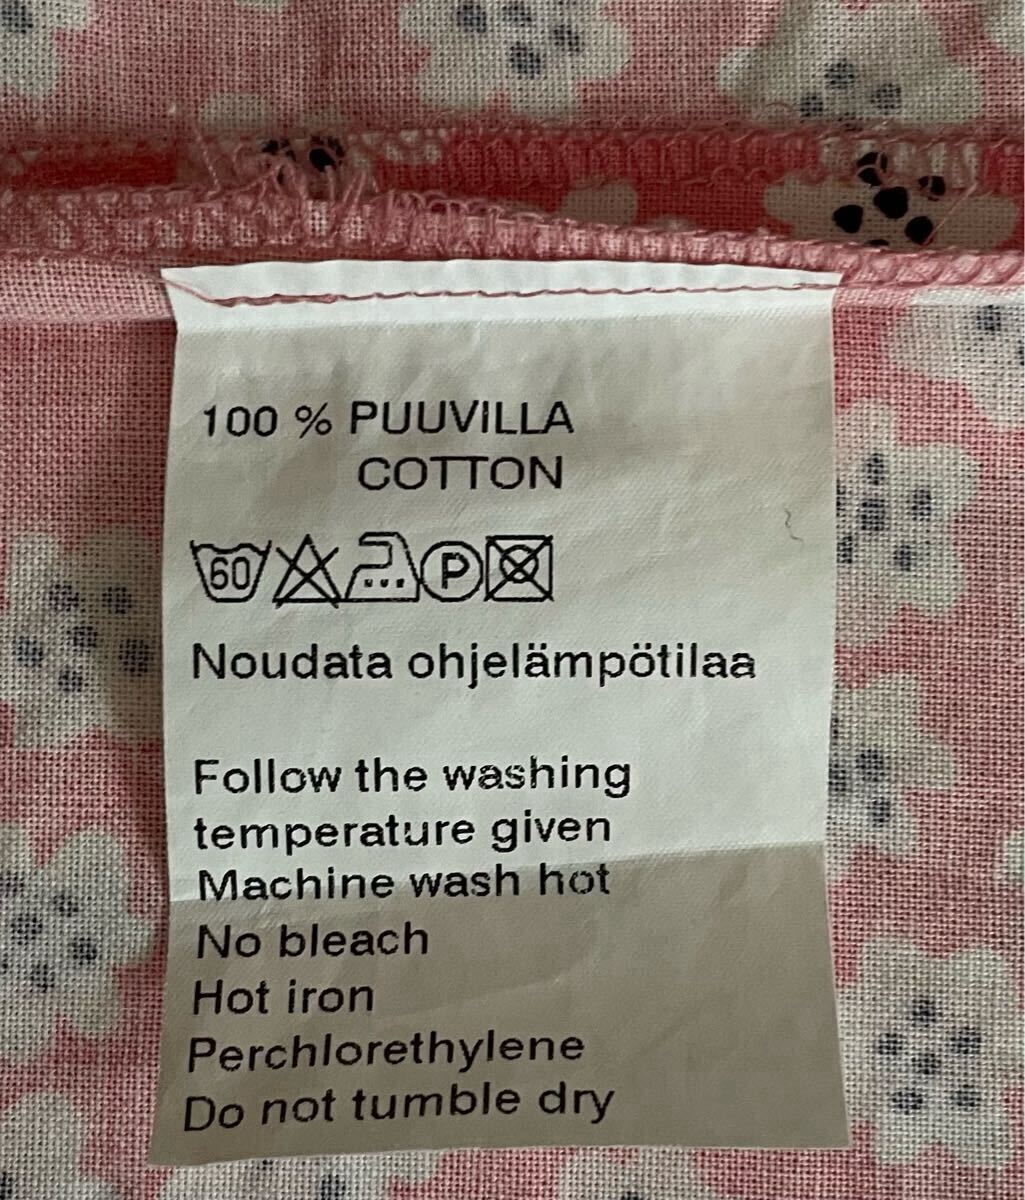 100 % PUUVILLA
COTTON
60 P
Noudata ohjelämpötilaa
Follow the washing
temperature given
Machine wash hot
No bleach
Hot iron
Perchlorethylene
Do not tumble dry